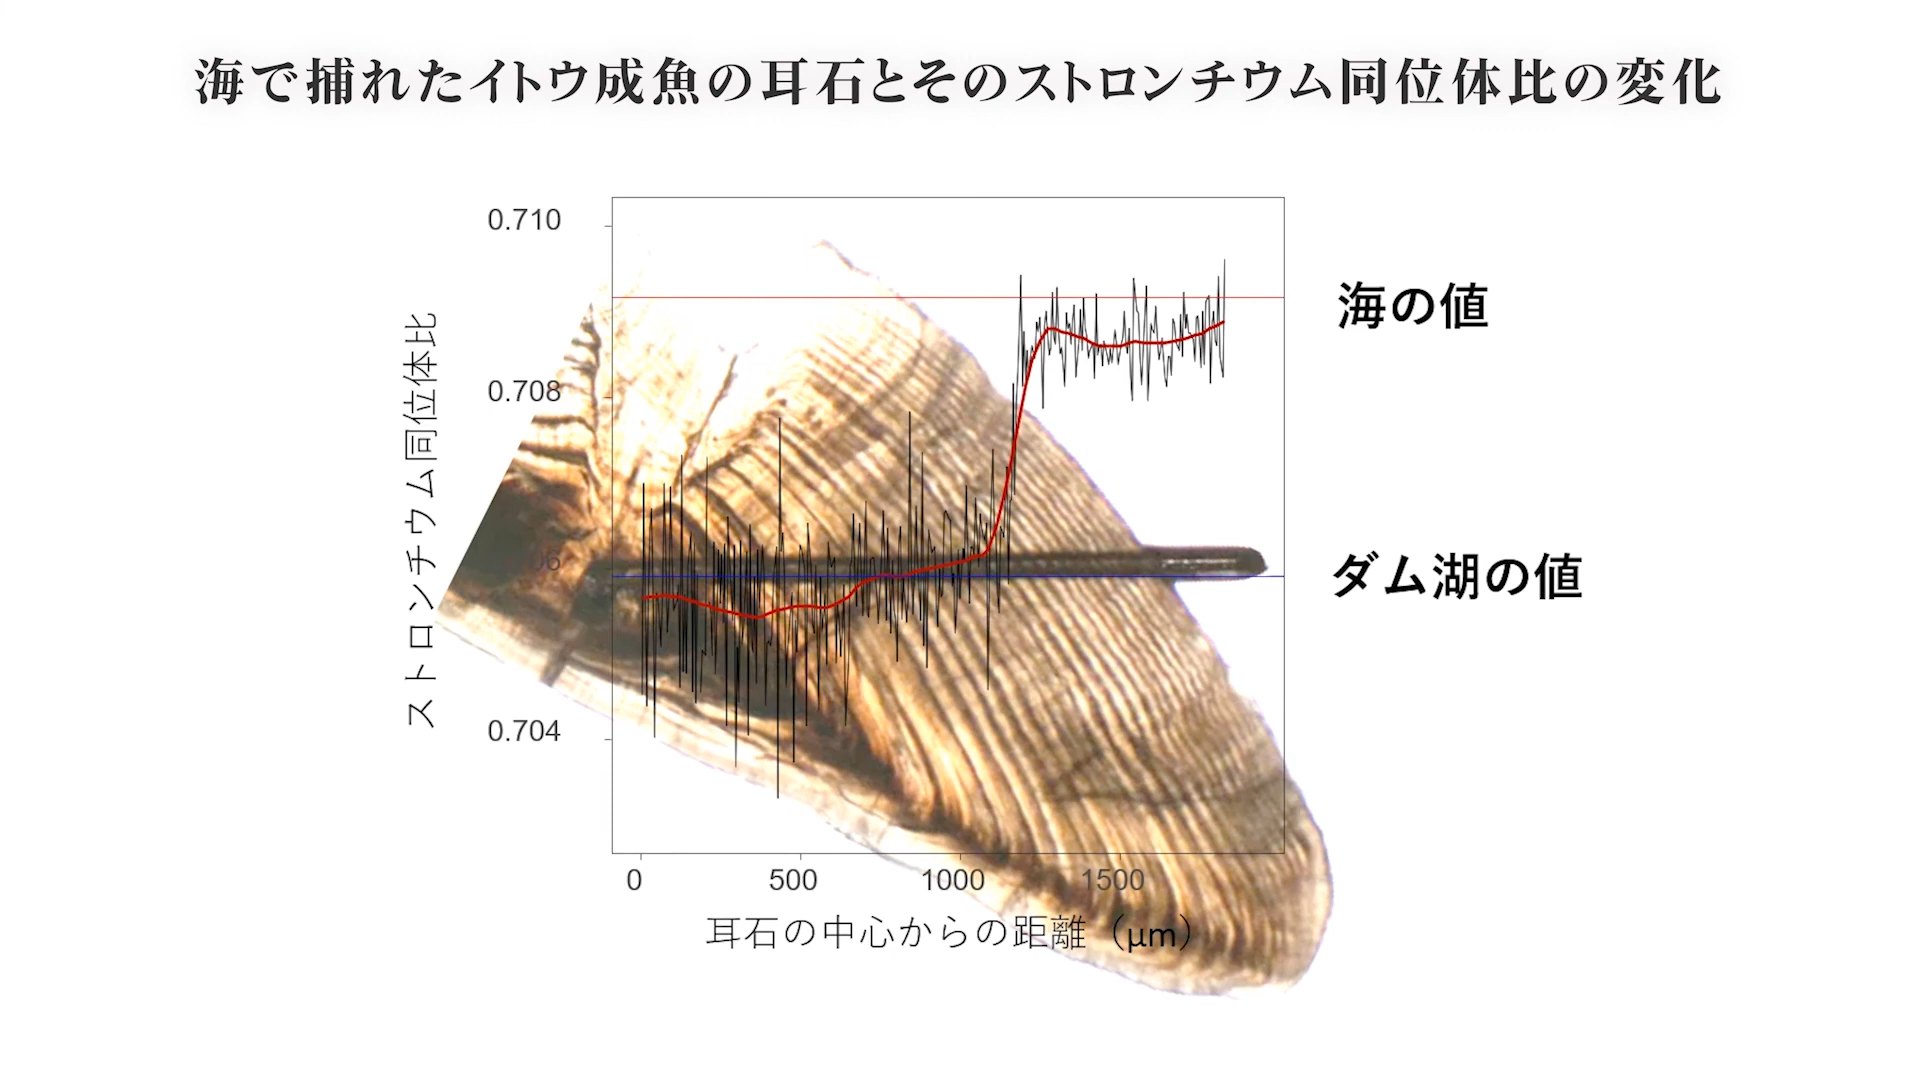 海で捕れたイトウ成魚の耳石とそのストロンチウム同位体比の変化
0.710
海の値
0.708
ストロンチウム同位体比
ダム湖の値
0.704
0 500 1000 1500
耳石の中心からの距離（μm）